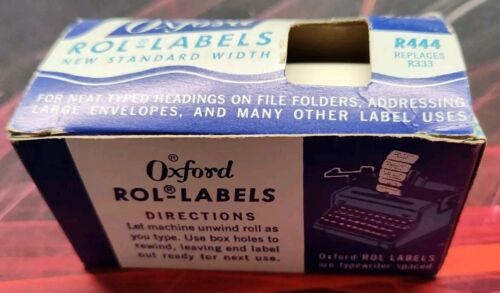 Oxford®
ROL-LABELS
NEW STANDARD WIDTH
R444
REPLACES
R333
FOR NEAT TYPED HEADINGS ON FILE FOLDERS, ADDRESSING
LARGE ENVELOPES, AND MANY OTHER LABEL USES
®
Oxford
ROL®-LABELS
DIRECTIONS
Let machine unwind roll as
you type. Use box holes to
rewind, leaving end label
out ready for next use.
Oxford ROL LABELS
are typewriter spaced